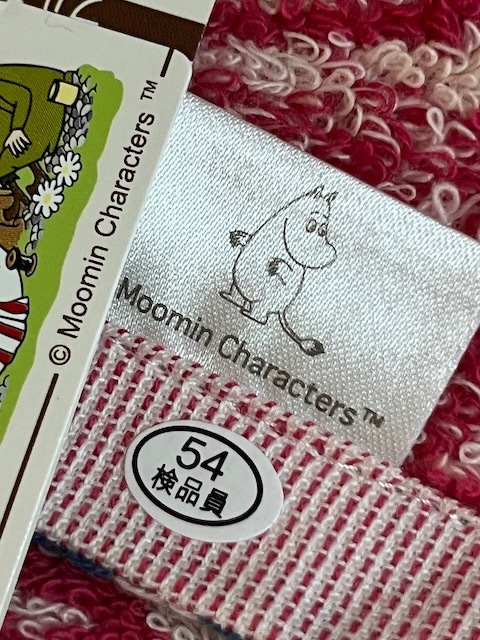 © Moomin Characters ™
Moomin Characters™
54
検品員